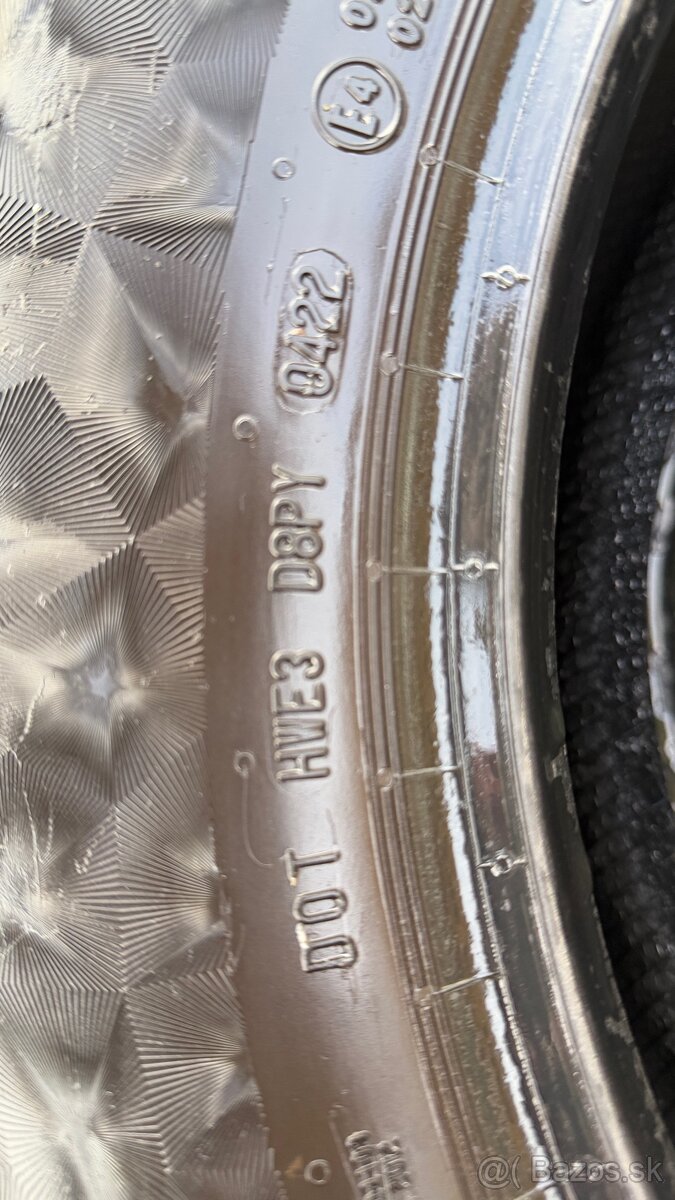 DOT HWE3 D8PY 0422
E4
@( Bazos.sk